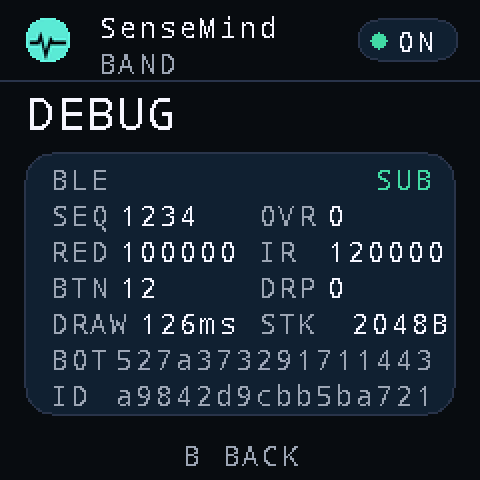 SenseMind
BAND
ON
DEBUG
BLE SUB
SEQ 1234 OVR 0
RED 100000 IR 120000
BTN 12 DRP 0
DRAW 126ms STK 2048B
BOT 527a373291711443
ID a9842d9cbb5ba721
B BACK